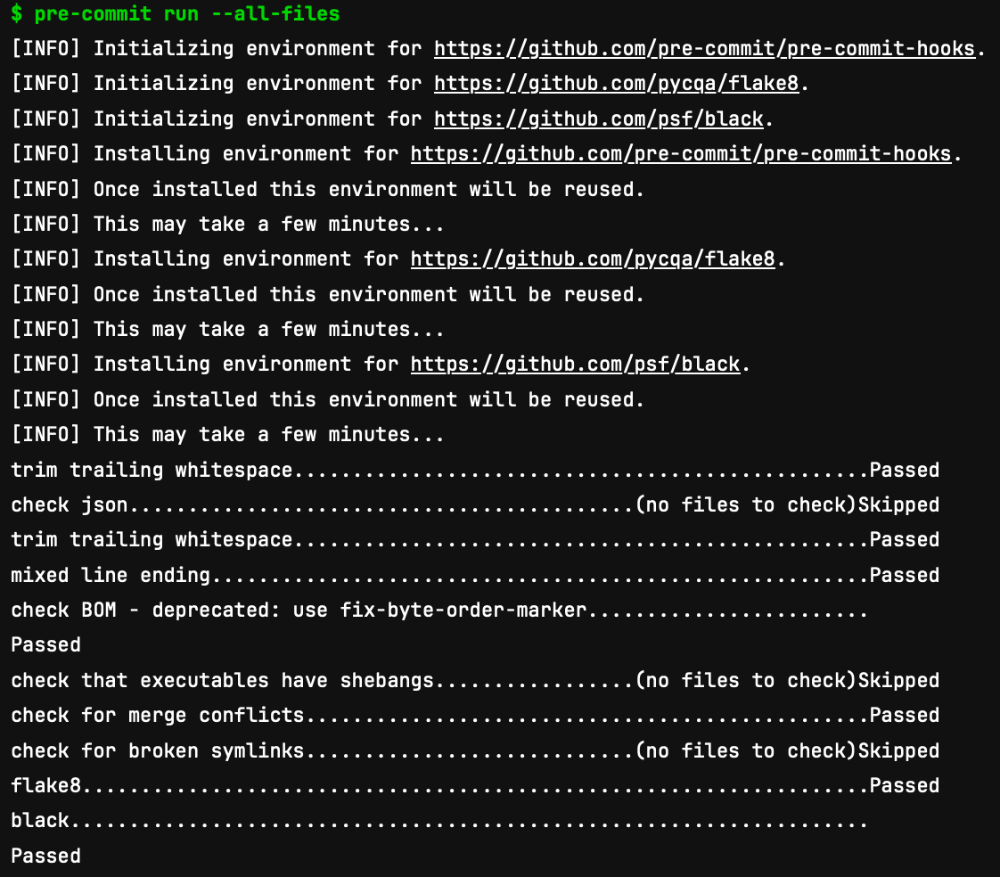 $ pre-commit run --all-files
[INFO] Initializing environment for https://github.com/pre-commit/pre-commit-hooks.
[INFO] Initializing environment for https://github.com/pycqa/flake8.
[INFO] Initializing environment for https://github.com/psf/black.
[INFO] Installing environment for https://github.com/pre-commit/pre-commit-hooks.
[INFO] Once installed this environment will be reused.
[INFO] This may take a few minutes...
[INFO] Installing environment for https://github.com/pycqa/flake8.
[INFO] Once installed this environment will be reused.
[INFO] This may take a few minutes...
[INFO] Installing environment for https://github.com/psf/black.
[INFO] Once installed this environment will be reused.
[INFO] This may take a few minutes...
trim trailing whitespace.................................................Passed
check json...........................................(no files to check)Skipped
trim trailing whitespace.................................................Passed
mixed line ending........................................................Passed
check BOM - deprecated: use fix-byte-order-marker........................
Passed
check that executables have shebangs.................(no files to check)Skipped
check for merge conflicts................................................Passed
check for broken symlinks............................(no files to check)Skipped
flake8...................................................................Passed
black....................................................................
Passed